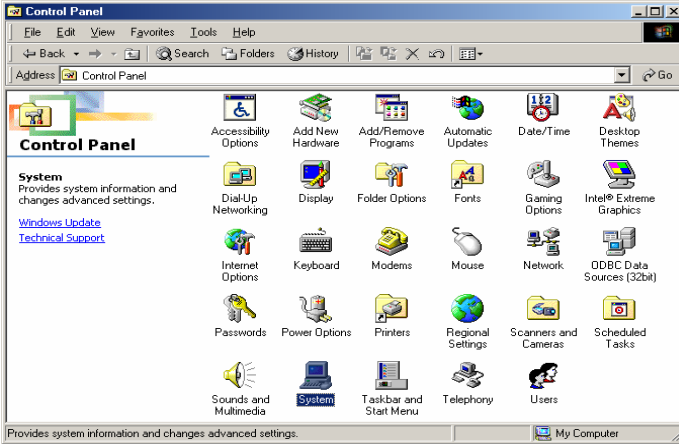 Control Panel
File Edit View Favorites Tools Help
Back Search Folders History
Address Control Panel Go
Control Panel
System
Provides system information and
changes advanced settings.
Windows Update
Technical Support
Accessibility Options
Add New Hardware
Add/Remove Programs
Automatic Updates
Date/Time
Desktop Themes
Dial-Up Networking
Display
Folder Options
Fonts
Gaming Options
Intel® Extreme Graphics
Internet Options
Keyboard
Modems
Mouse
Network
ODBC Data Sources (32bit)
Passwords
Power Options
Printers
Regional Settings
Scanners and Cameras
Scheduled Tasks
Sounds and Multimedia
System
Taskbar and Start Menu
Telephony
Users
Provides system information and changes advanced settings.
My Computer